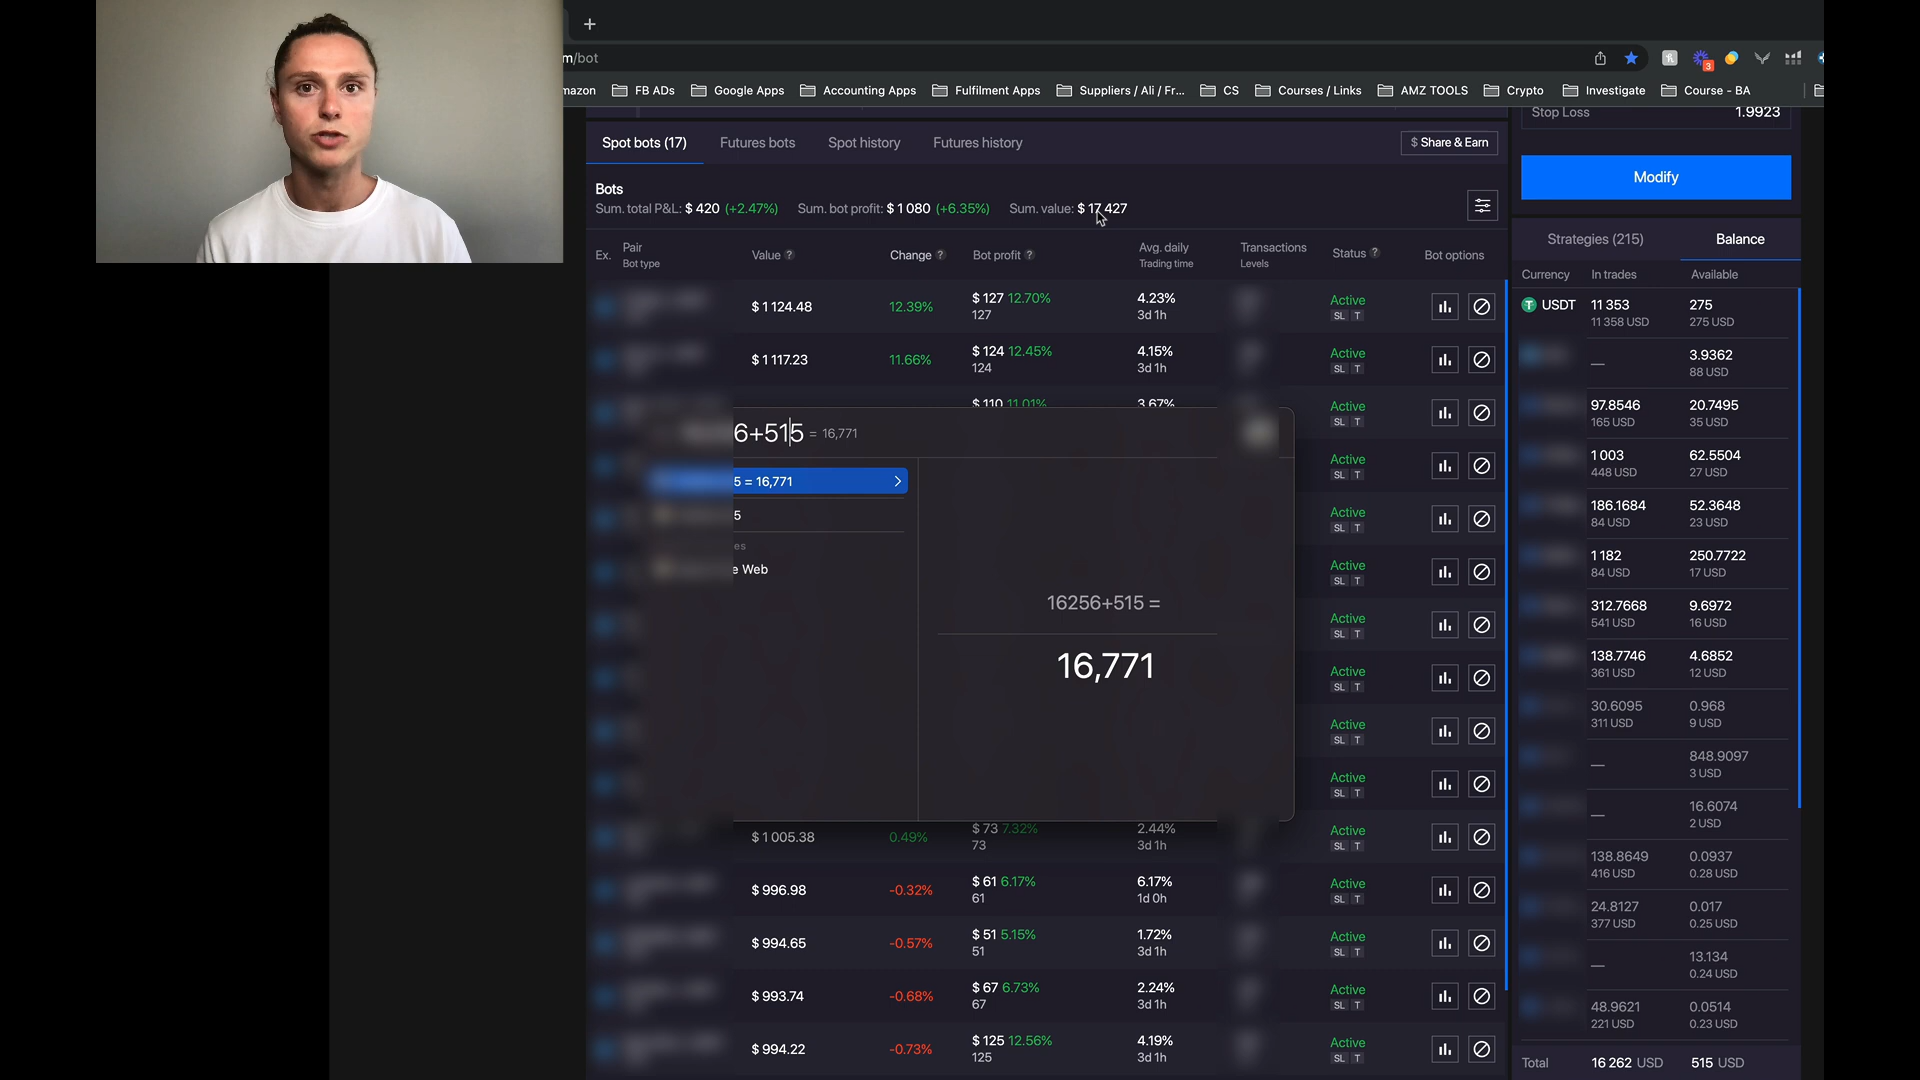 m/bot
3
mazon
FB ADs
Google Apps
Accounting Apps
Fulfilment Apps
Suppliers / Ali / Fr...
CS
Courses / Links
AMZ TOOLS
Crypto
Investigate
Course - BA
Spot bots (17)
Futures bots
Spot history
Futures history
$ Share & Earn
Bots
Sum. total P&L: $ 420 (+2.47%) Sum. bot profit: $ 1 080 (+6.35%) Sum. value: $ 17 427
Ex.
Pair
Bot type
Value ?
Change ?
Bot profit ?
Avg. daily
Trading time
Transactions
Levels
Status ?
Bot options
$ 1 124.48
12.39%
$ 127 12.70%
127
4.23%
3d 1h
Active
SL T
$ 1 117.23
11.66%
$ 124 12.45%
124
4.15%
3d 1h
Active
SL T
$ 110 11.01%
3.67%
Active
SL T
6+515 = 16,771
5 = 16,771
5
es
e Web
16256+515 =
16,771
Active
SL T
Active
SL T
Active
SL T
Active
SL T
Active
SL T
Active
SL T
Active
SL T
$ 1 005.38
0.49%
$ 73 7.32%
73
2.44%
3d 1h
Active
SL T
$ 996.98
-0.32%
$ 61 6.17%
61
6.17%
1d 0h
Active
SL T
$ 994.65
-0.57%
$ 51 5.15%
51
1.72%
3d 1h
Active
SL T
$ 993.74
-0.68%
$ 67 6.73%
67
2.24%
3d 1h
Active
SL T
$ 994.22
-0.73%
$ 125 12.56%
125
4.19%
3d 1h
Active
SL T
Stop Loss
1.9923
Modify
Strategies (215)
Balance
Currency
In trades
Available
USDT
11 353
11 358 USD
275
275 USD
—
3.9362
88 USD
97.8546
165 USD
20.7495
35 USD
1 003
448 USD
62.5504
27 USD
186.1684
84 USD
52.3648
23 USD
1 182
84 USD
250.7722
17 USD
312.7668
541 USD
9.6972
16 USD
138.7746
361 USD
4.6852
12 USD
30.6095
311 USD
0.968
9 USD
—
848.9097
3 USD
—
16.6074
2 USD
138.8649
416 USD
0.0937
0.28 USD
24.8127
377 USD
0.017
0.25 USD
—
13.134
0.24 USD
48.9621
221 USD
0.0514
0.23 USD
Total
16 262 USD
515 USD